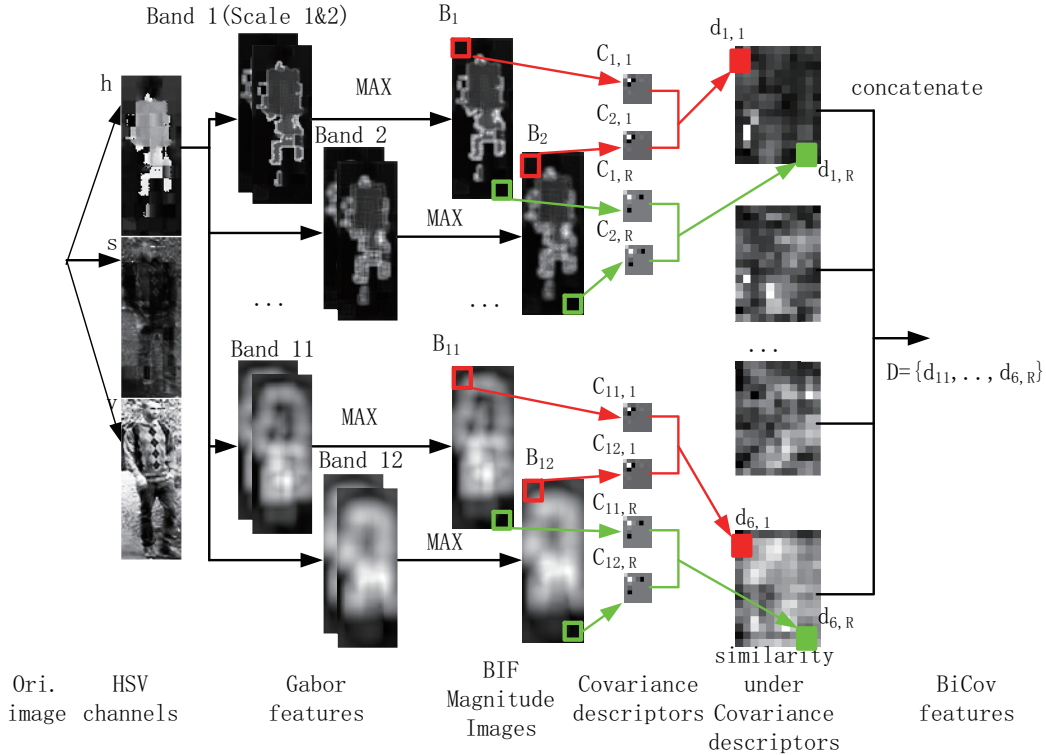 Band 1(Scale 1&2)
B1
d1,1
h
MAX
C1,1
concatenate
C2,1
Band 2
B2
C1,R
d1,R
MAX
C2,R
s
...
...
...
Band 11
B11
D={d11,..,d6,R}
C11,1
v
MAX
C12,1
Band 12
B12
C11,R
d6,1
MAX
C12,R
d6,R
Ori.
image
HSV
channels
Gabor
features
BIF
Magnitude
Images
Covariance
descriptors
similarity
under
Covariance
descriptors
BiCov
features